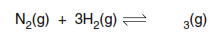 N₂(g) + 3H₂(g) ⇌ ₃(g)